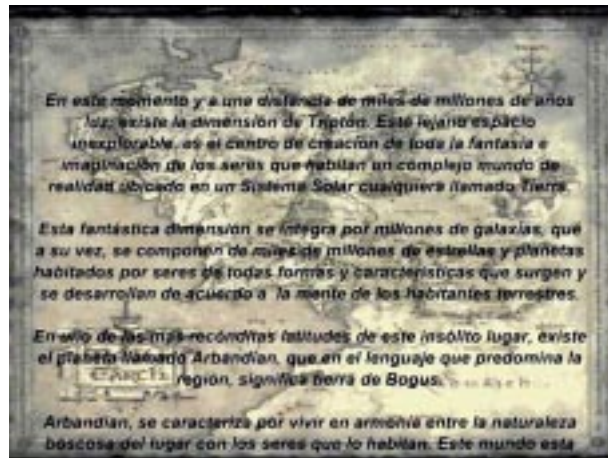 En este momento y a una distancia de miles de millones de años
luz, existe la dimensión de Triptón. Este lejano espacio
inexplorable, es el centro de creación de toda la fantasía e
imaginación de los seres que habitan un complejo mundo de
realidad ubicado en un Sistema Solar cualquiera llamado Tierra.
Esta fantástica dimensión se integra por millones de galaxias, que
a su vez, se componen de miles de millones de estrellas y planetas
habitados por seres de todas formas y características que surgen y
se desarrollan de acuerdo a la mente de los habitantes terrestres.
En uno de las más recónditas latitudes de este insólito lugar, existe
el planeta llamado Arbandian, que en el lenguaje que predomina la
región, significa tierra de Bogus.
Arbandian, se caracteriza por vivir en armonía entre la naturaleza
boscosa del lugar con los seres que lo habitan. Este mundo esta